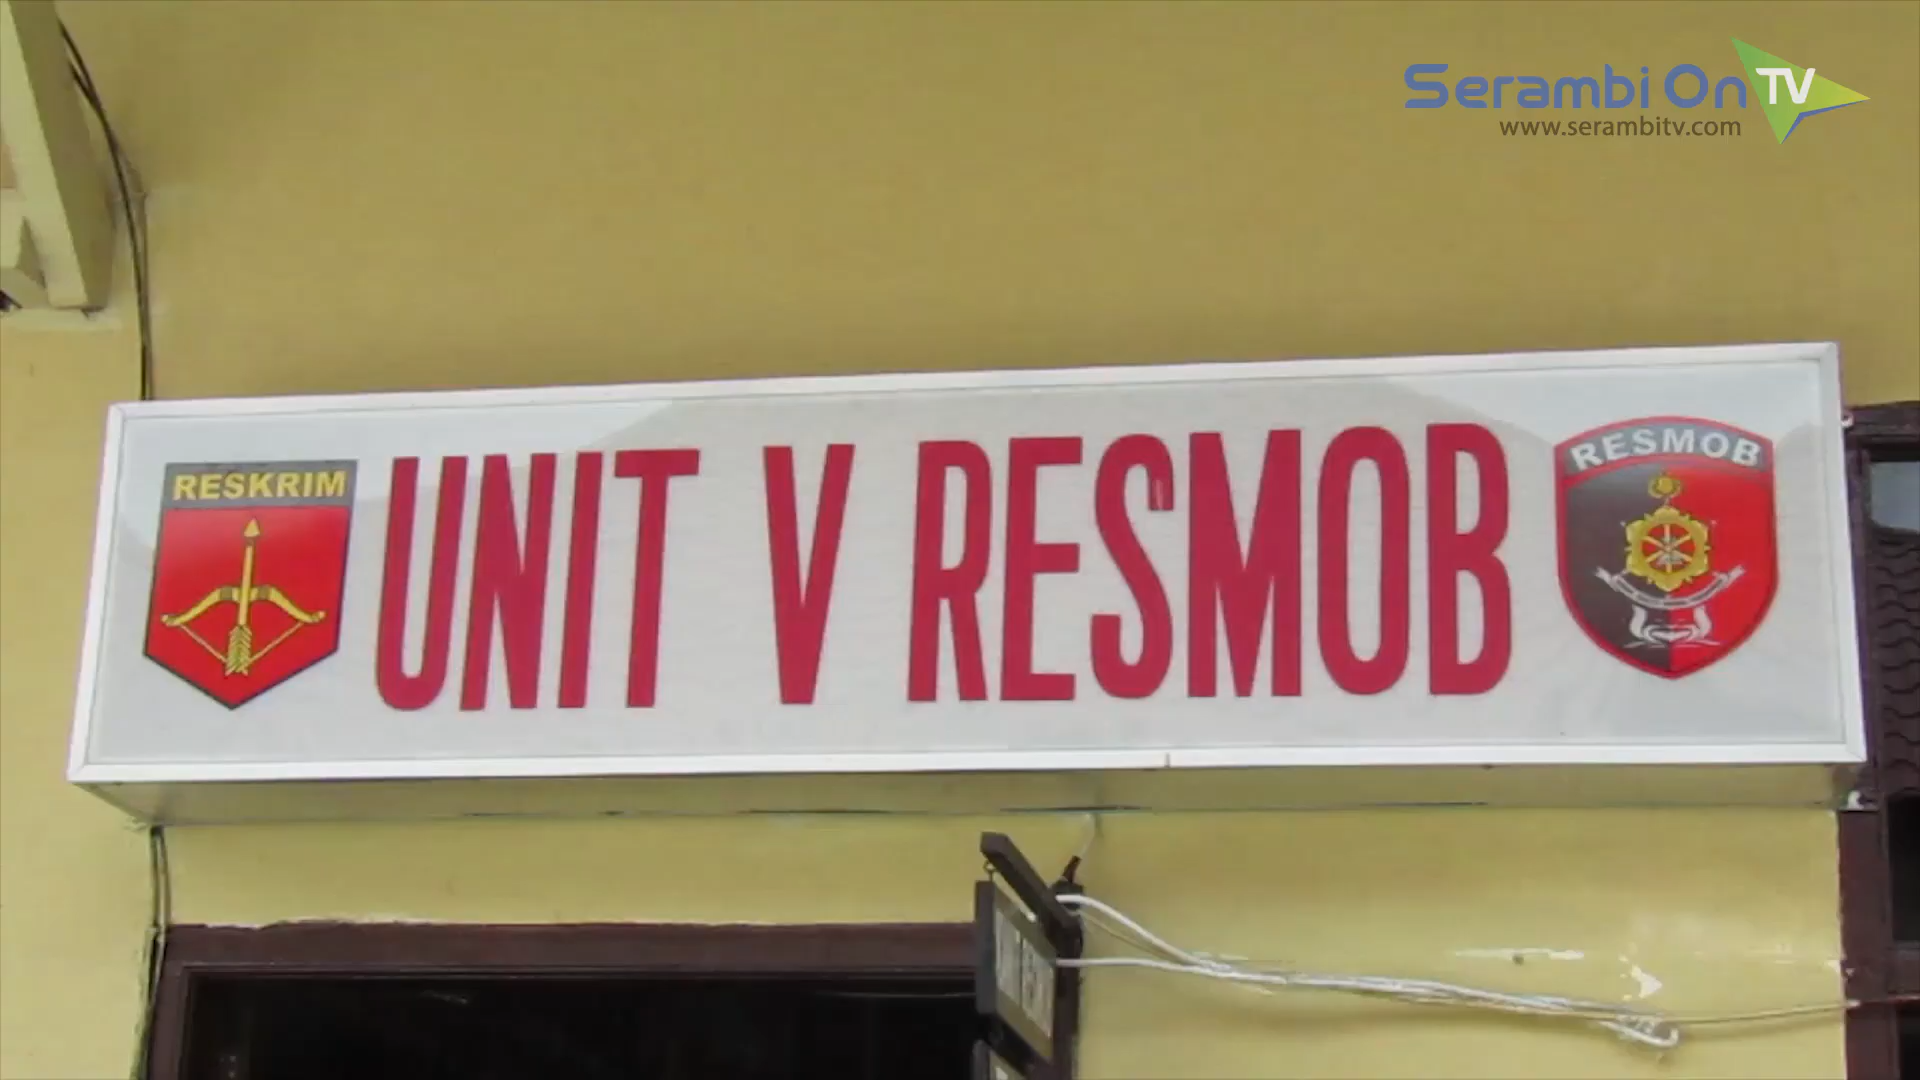 Serambi On TV
www.serambitv.com
RESKRIM
UNIT V RESMOB
RESMOB